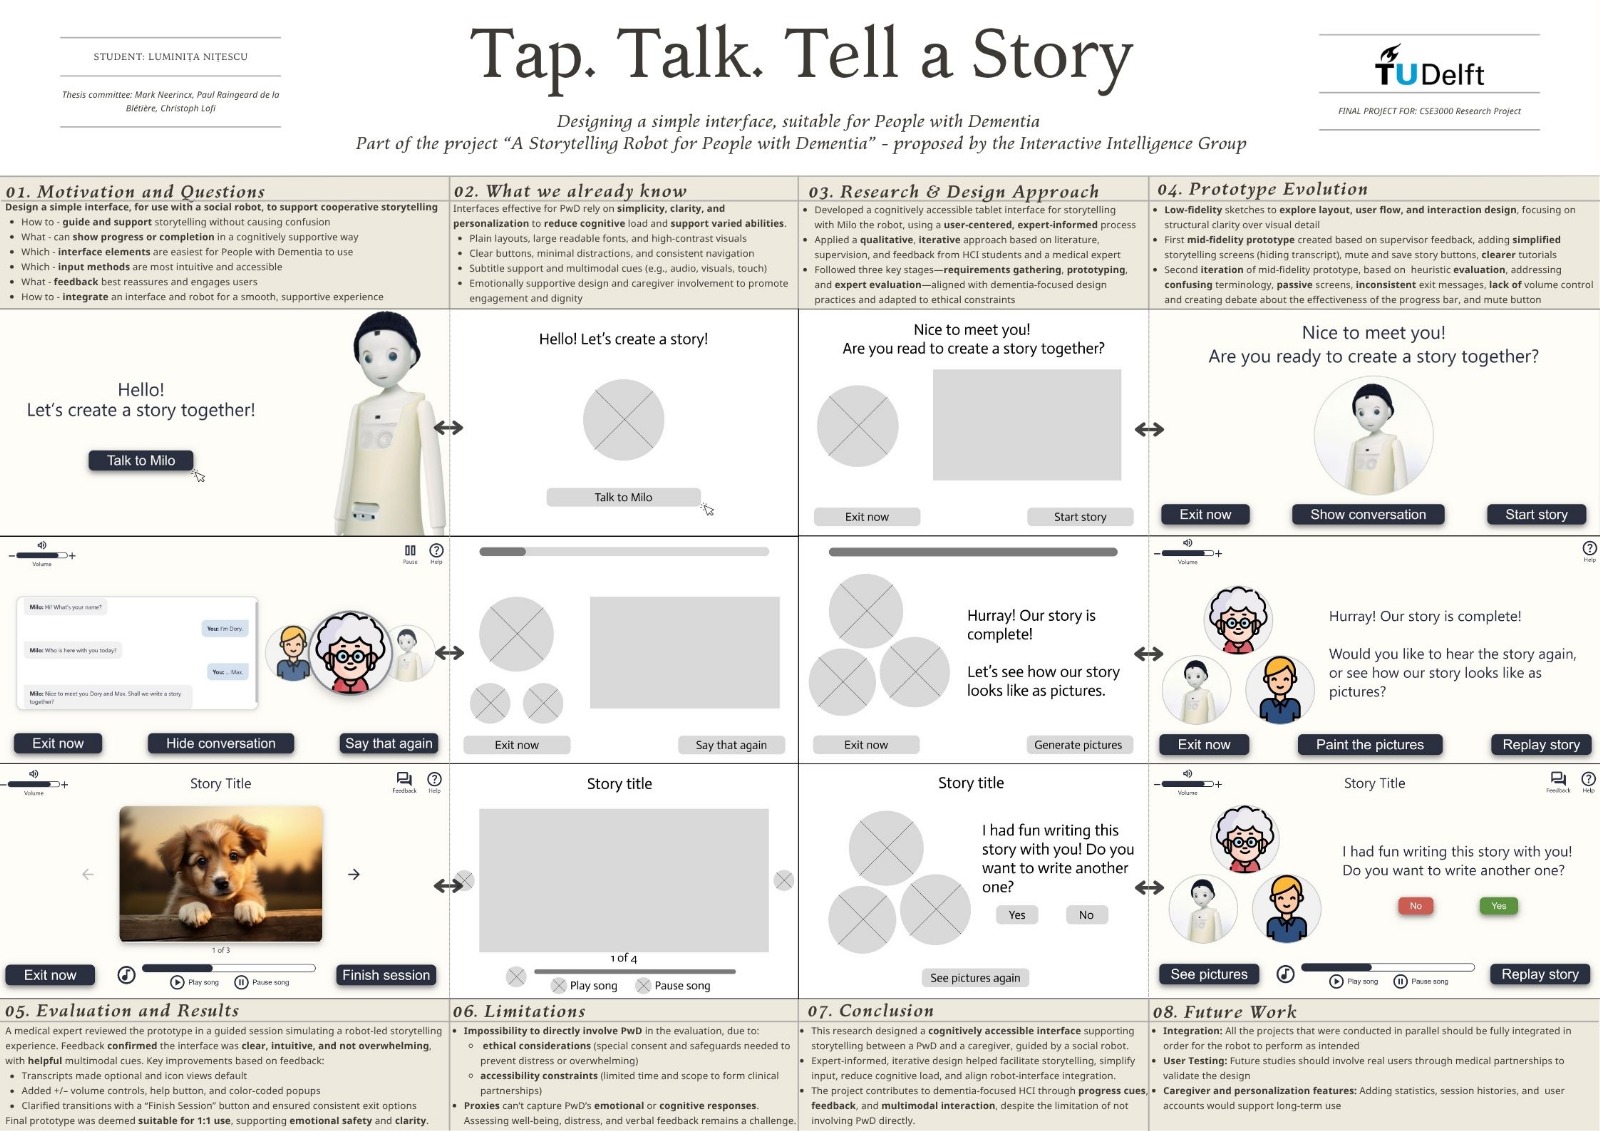 STUDENT: LUMINIȚA NIȚESCU
Thesis committee: Mark Neerincx, Paul Raingeard de la
Blétière, Christoph Lofi
Tap. Talk. Tell a Story
Designing a simple interface, suitable for People with Dementia
Part of the project “A Storytelling Robot for People with Dementia” - proposed by the Interactive Intelligence Group
TUDelft
FINAL PROJECT FOR: CSE3000 Research Project
01. Motivation and Questions
Design a simple interface, for use with a social robot, to support cooperative storytelling
• How to - guide and support storytelling without causing confusion
• What - can show progress or completion in a cognitively supportive way
• Which - interface elements are easiest for People with Dementia to use
• Which - input methods are most intuitive and accessible
• What - feedback best reassures and engages users
• How to - integrate an interface and robot for a smooth, supportive experience
02. What we already know
Interfaces effective for PwD rely on simplicity, clarity, and
personalization to reduce cognitive load and support varied abilities.
• Plain layouts, large readable fonts, and high-contrast visuals
• Clear buttons, minimal distractions, and consistent navigation
• Subtitle support and multimodal cues (e.g., audio, visuals, touch)
• Emotionally supportive design and caregiver involvement to promote
engagement and dignity
03. Research & Design Approach
• Developed a cognitively accessible tablet interface for storytelling
with Milo the robot, using a user-centered, expert-informed process
• Applied a qualitative, iterative approach based on literature,
supervision, and feedback from HCI students and a medical expert
• Followed three key stages—requirements gathering, prototyping,
and expert evaluation—aligned with dementia-focused design
practices and adapted to ethical constraints
04. Prototype Evolution
• Low-fidelity sketches to explore layout, user flow, and interaction design, focusing on
structural clarity over visual detail
• First mid-fidelity prototype created based on supervisor feedback, adding simplified
storytelling screens (hiding transcript), mute and save story buttons, clearer tutorials
• Second iteration of mid-fidelity prototype, based on heuristic evaluation, addressing
confusing terminology, passive screens, inconsistent exit messages, lack of volume control
and creating debate about the effectiveness of the progress bar, and mute button
Hello!
Let's create a story together!
Talk to Milo
Hello! Let's create a story!
Talk to Milo
Nice to meet you!
Are you read to create a story together?
Exit now
Start story
Nice to meet you!
Are you ready to create a story together?
Exit now
Show conversation
Start story
Volume
Pause
Help
Milo: Hi! What's your name?
You: I'm Dory.
Milo: Who is here with you today?
You: ... Max.
Milo: Nice to meet you Dory and Max. Shall we write a story
together?
Exit now
Hide conversation
Say that again
Exit now
Say that again
Hurray! Our story is
complete!
Let's see how our story
looks like as pictures.
Exit now
Generate pictures
Volume
Help
Hurray! Our story is complete!
Would you like to hear the story again,
or see how our story looks like as
pictures?
Exit now
Paint the pictures
Replay story
Volume
Story Title
Feedback
Help
1 of 3
Exit now
Play song
Pause song
Finish session
Story title
1 of 4
Play song
Pause song
Story title
I had fun writing this
story with you! Do you
want to write another
one?
Yes
No
See pictures again
Volume
Story Title
Feedback
Help
I had fun writing this story with you!
Do you want to write another one?
No
Yes
See pictures
Play song
Pause song
Replay story
05. Evaluation and Results
A medical expert reviewed the prototype in a guided session simulating a robot-led storytelling
experience. Feedback confirmed the interface was clear, intuitive, and not overwhelming,
with helpful multimodal cues. Key improvements based on feedback:
• Transcripts made optional and icon views default
• Added +/– volume controls, help button, and color-coded popups
• Clarified transitions with a “Finish Session” button and ensured consistent exit options
Final prototype was deemed suitable for 1:1 use, supporting emotional safety and clarity.
06. Limitations
• Impossibility to directly involve PwD in the evaluation, due to:
ethical considerations (special consent and safeguards needed to
prevent distress or overwhelming)
accessibility constraints (limited time and scope to form clinical
partnerships)
• Proxies can't capture PwD's emotional or cognitive responses.
Assessing well-being, distress, and verbal feedback remains a challenge.
07. Conclusion
• This research designed a cognitively accessible interface supporting
storytelling between a PwD and a caregiver, guided by a social robot.
• Expert-informed, iterative design helped facilitate storytelling, simplify
input, reduce cognitive load, and align robot-interface integration.
• The project contributes to dementia-focused HCI through progress cues,
feedback, and multimodal interaction, despite the limitation of not
involving PwD directly.
08. Future Work
• Integration: All the projects that were conducted in parallel should be fully integrated in
order for the robot to perform as intended
• User Testing: Future studies should involve real users through medical partnerships to
validate the design
• Caregiver and personalization features: Adding statistics, session histories, and user
accounts would support long-term use